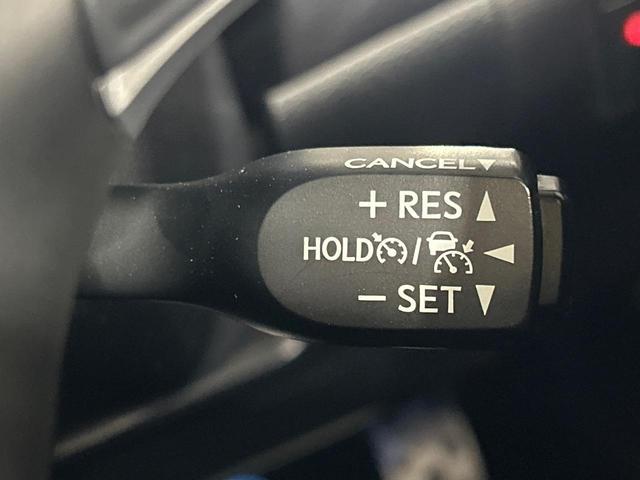 CANCEL▼
+ RES ▲
HOLD / ◀
− SET ▼